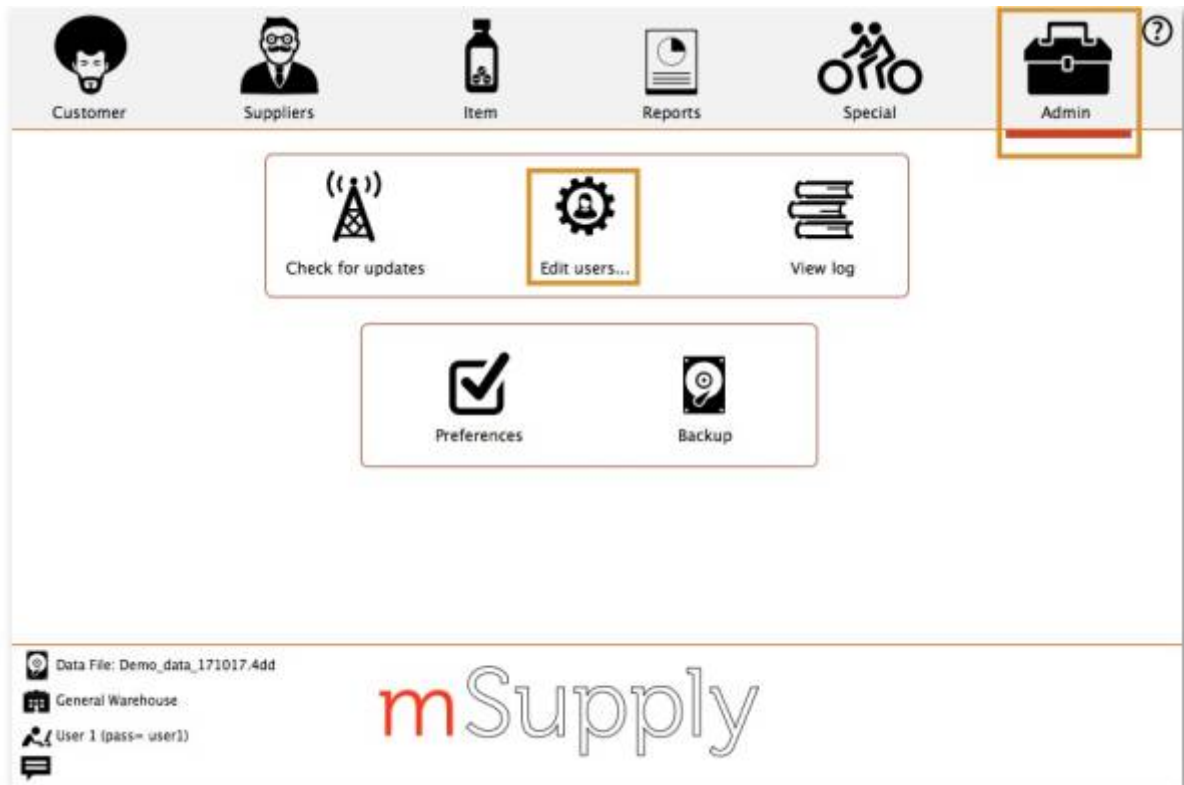 Customer
Suppliers
Item
Reports
Special
Admin
?
Check for updates
Edit users...
View log
Preferences
Backup
Data File: Demo_data_171017.4dd
General Warehouse
User 1 (pass= user1)
mSupply